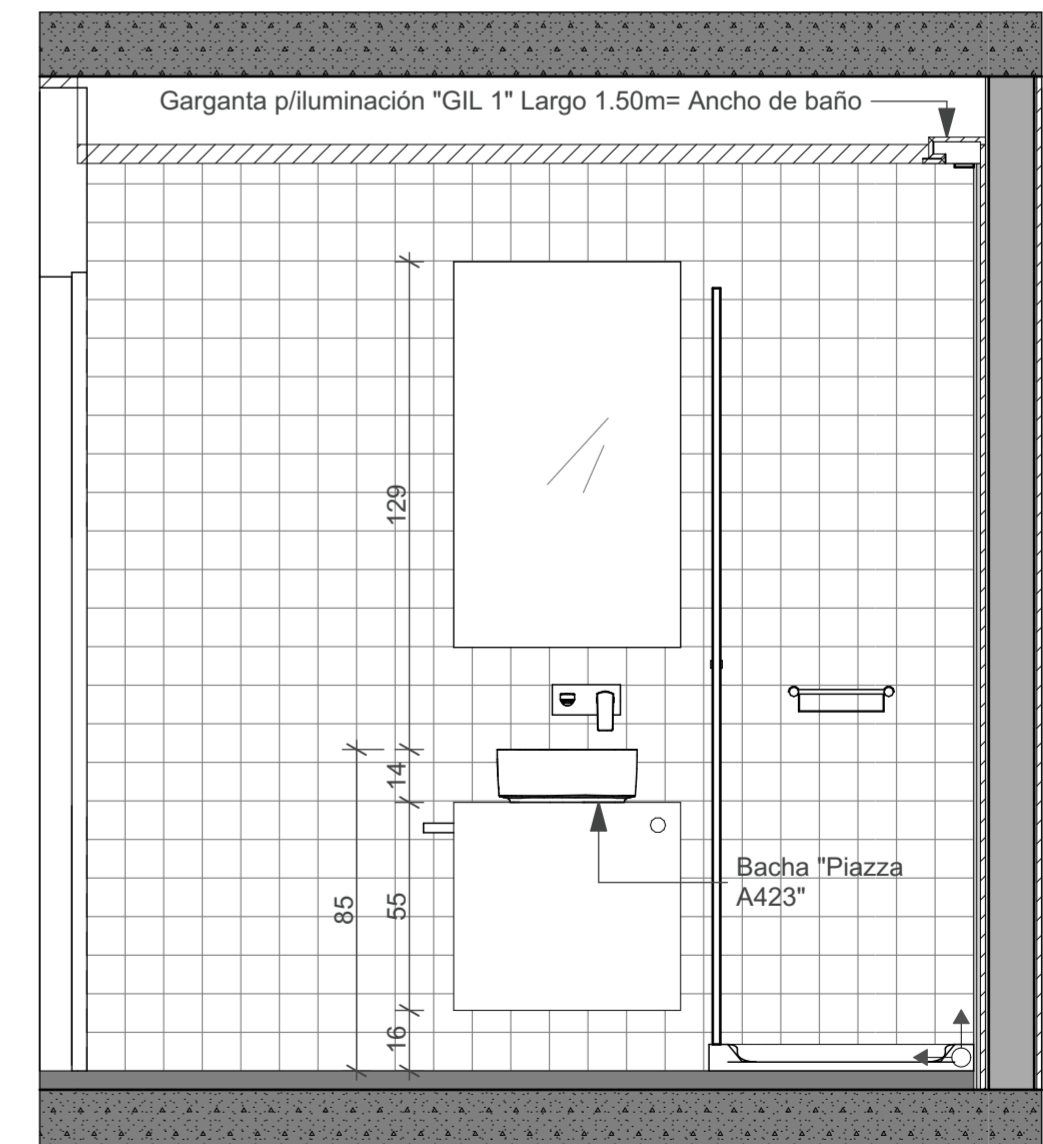 Garganta p/iluminación "GIL 1" Largo 1.50m= Ancho de baño
129
14
85
55
Bacha "Piazza
A423"
16